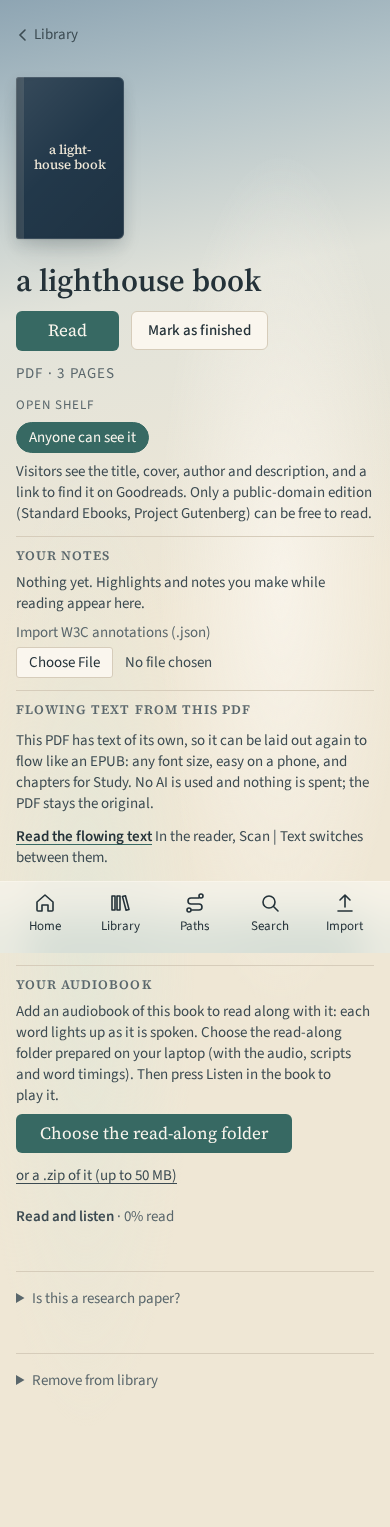 Library
a light-
house book
a lighthouse book
Read
Mark as finished
PDF · 3 PAGES
OPEN SHELF
Anyone can see it
Visitors see the title, cover, author and description, and a
link to find it on Goodreads. Only a public-domain edition
(Standard Ebooks, Project Gutenberg) can be free to read.
YOUR NOTES
Nothing yet. Highlights and notes you make while
reading appear here.
Import W3C annotations (.json)
Choose File No file chosen
FLOWING TEXT FROM THIS PDF
This PDF has text of its own, so it can be laid out again to
flow like an EPUB: any font size, easy on a phone, and
chapters for Study. No AI is used and nothing is spent; the
PDF stays the original.
Read the flowing text In the reader, Scan | Text switches
between them.
Home Library Paths Search Import
YOUR AUDIOBOOK
Add an audiobook of this book to read along with it: each
word lights up as it is spoken. Choose the read-along
folder prepared on your laptop (with the audio, scripts
and word timings). Then press Listen in the book to
play it.
Choose the read-along folder
or a .zip of it (up to 50 MB)
Read and listen · 0% read
Is this a research paper?
Remove from library